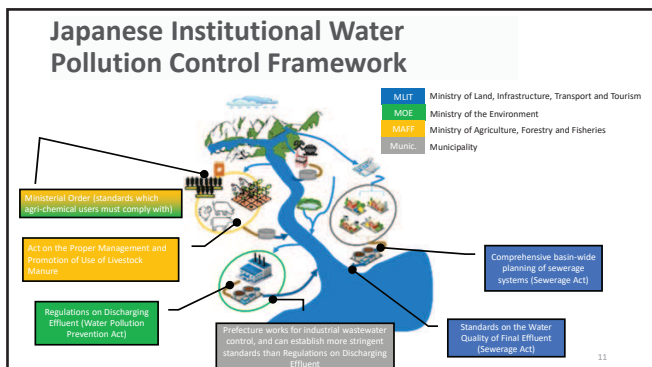 Japanese Institutional Water
Pollution Control Framework
MLIT Ministry of Land, Infrastructure, Transport and Tourism
MOE Ministry of the Environment
MAFF Ministry of Agriculture, Forestry and Fisheries
Munic. Municipality
Ministerial Order (standards which
agri-chemical users must comply with)
Act on the Proper Management and
Promotion of Use of Livestock
Manure
Regulations on Discharging
Effluent (Water Pollution
Prevention Act)
Prefecture works for industrial wastewater
control, and can establish more stringent
standards than Regulations on Discharging
Effluent
Comprehensive basin-wide
planning of sewerage
systems (Sewerage Act)
Standards on the Water
Quality of Final Effluent
(Sewerage Act)
11